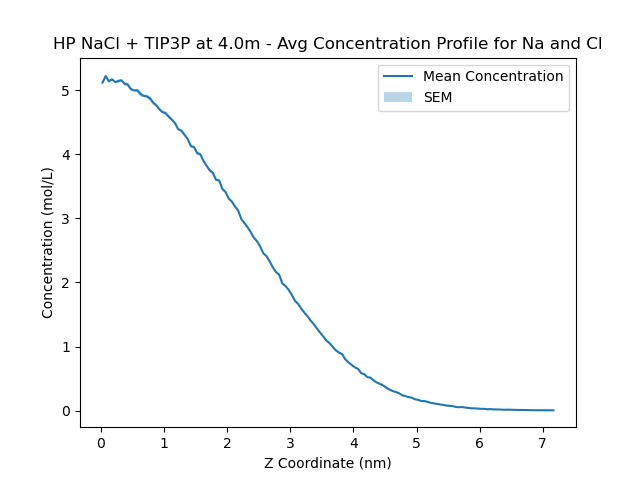 HP NaCl + TIP3P at 4.0m - Avg Concentration Profile for Na and Cl
Mean Concentration
SEM
Concentration (mol/L)
5
4
3
2
1
0
0 1 2 3 4 5 6 7
Z Coordinate (nm)